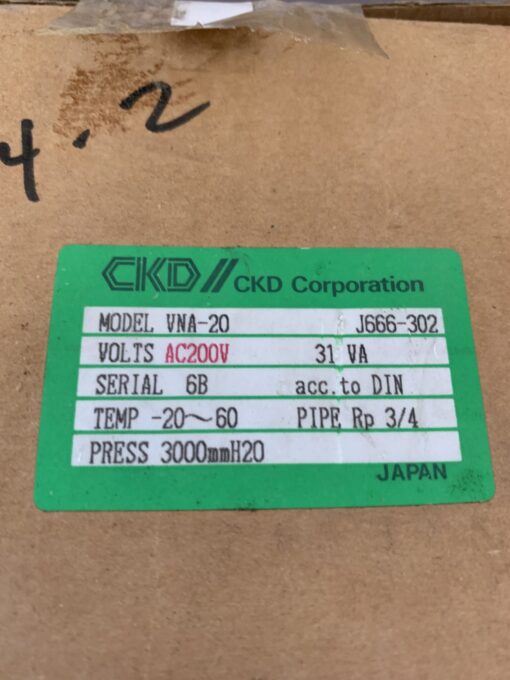 4.2
CKD CKD Corporation
MODEL VNA-20 J666-302
VOLTS AC200V 31 VA
SERIAL 6B acc.to DIN
TEMP -20～60 PIPE Rp 3/4
PRESS 3000mmH20
JAPAN